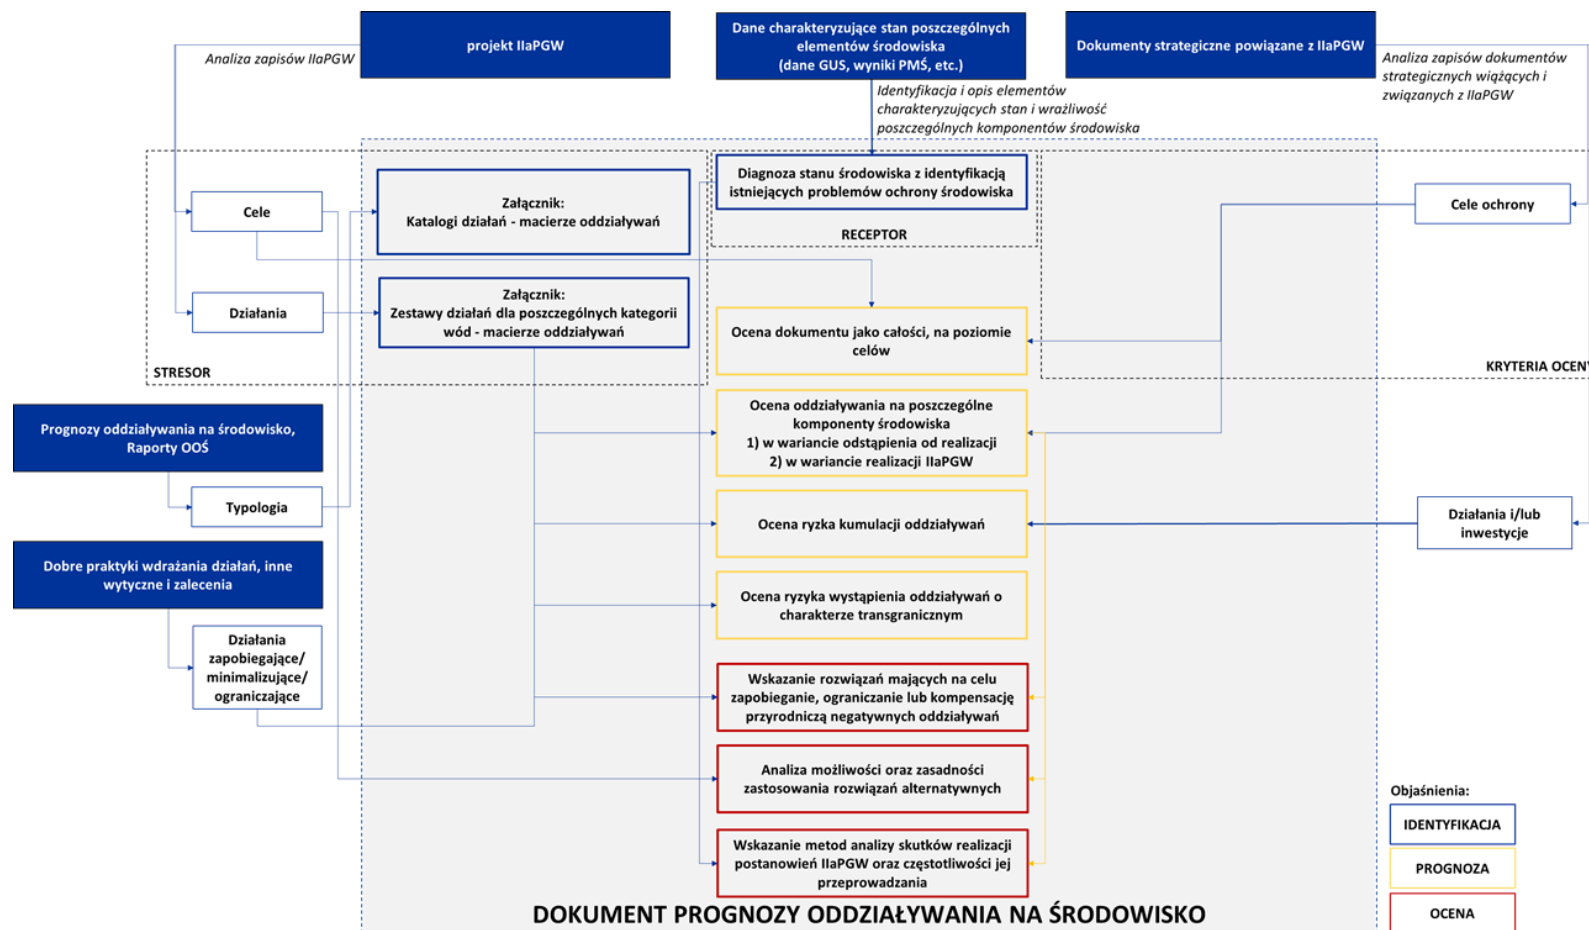 projekt IIaPGW
Dane charakteryzujące stan poszczególnych
elementów środowiska
(dane GUS, wyniki PMŚ, etc.)
Dokumenty strategiczne powiązane z IIaPGW
Analiza zapisów IIaPGW
Identyfikacja i opis elementów
charakteryzujących stan i wrażliwość
poszczególnych komponentów środowiska
Analiza zapisów dokumentów
strategicznych wiążących i
związanych z IIaPGW
Cele
Załącznik:
Katalogi działań - macierze oddziaływań
Diagnoza stanu środowiska z identyfikacją
istniejących problemów ochrony środowiska
RECEPTOR
Cele ochrony
Działania
Załącznik:
Zestawy działań dla poszczególnych kategorii
wód - macierze oddziaływań
STRESOR
Ocena dokumentu jako całości, na poziomie
celów
KRYTERIA OCENY
Prognozy oddziaływania na środowisko,
Raporty OOŚ
Typologia
Ocena oddziaływania na poszczególne
komponenty środowiska
1) w wariancie odstąpienia od realizacji
2) w wariancie realizacji IIaPGW
Ocena ryzka kumulacji oddziaływań
Działania i/lub
inwestycje
Dobre praktyki wdrażania działań, inne
wytyczne i zalecenia
Działania
zapobiegające/
minimalizujące/
ograniczające
Ocena ryzyka wystąpienia oddziaływań o
charakterze transgranicznym
Wskazanie rozwiązań mających na celu
zapobieganie, ograniczanie lub kompensację
przyrodniczą negatywnych oddziaływań
Analiza możliwości oraz zasadności
zastosowania rozwiązań alternatywnych
Wskazanie metod analizy skutków realizacji
postanowień IIaPGW oraz częstotliwości jej
przeprowadzania
DOKUMENT PROGNOZY ODDZIAŁYWANIA NA ŚRODOWISKO
Objaśnienia:
IDENTYFIKACJA
PROGNOZA
OCENA